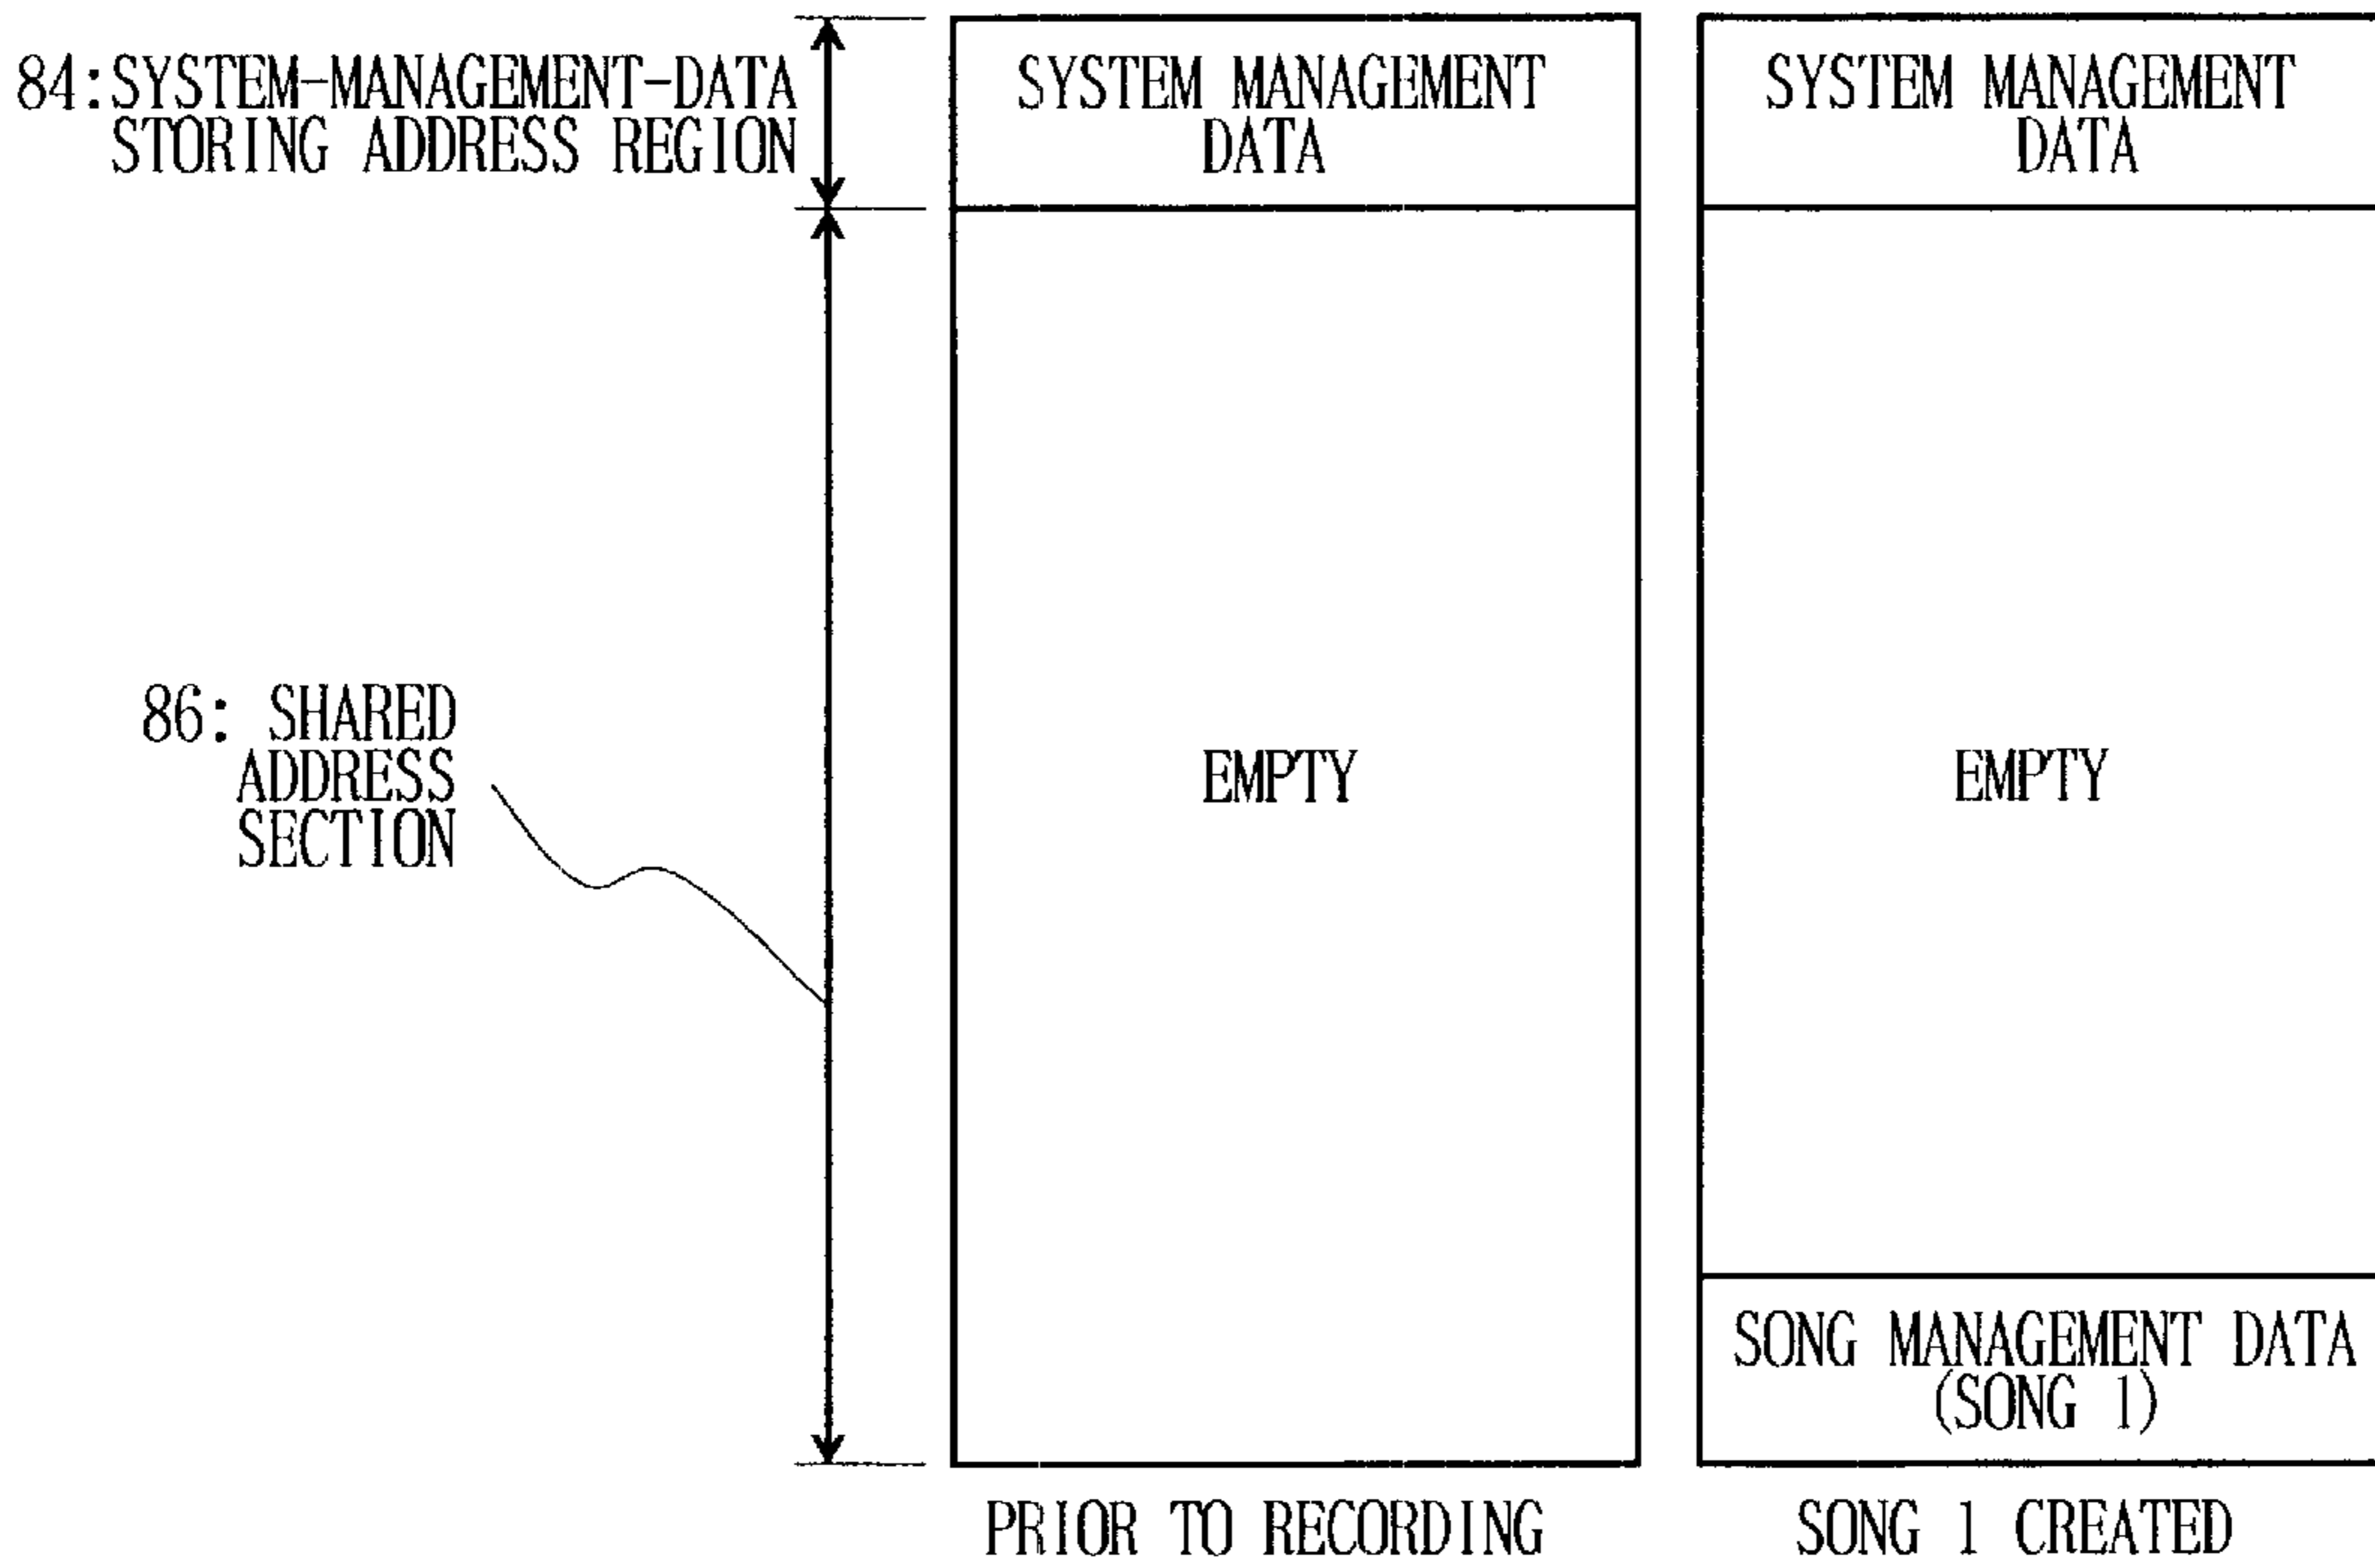 84:SYSTEM-MANAGEMENT-DATA
STORING ADDRESS REGION
SYSTEM MANAGEMENT
DATA
SYSTEM MANAGEMENT
DATA
86: SHARED
ADDRESS
SECTION
EMPTY
EMPTY
SONG MANAGEMENT DATA
(SONG 1)
PRIOR TO RECORDING
SONG 1 CREATED